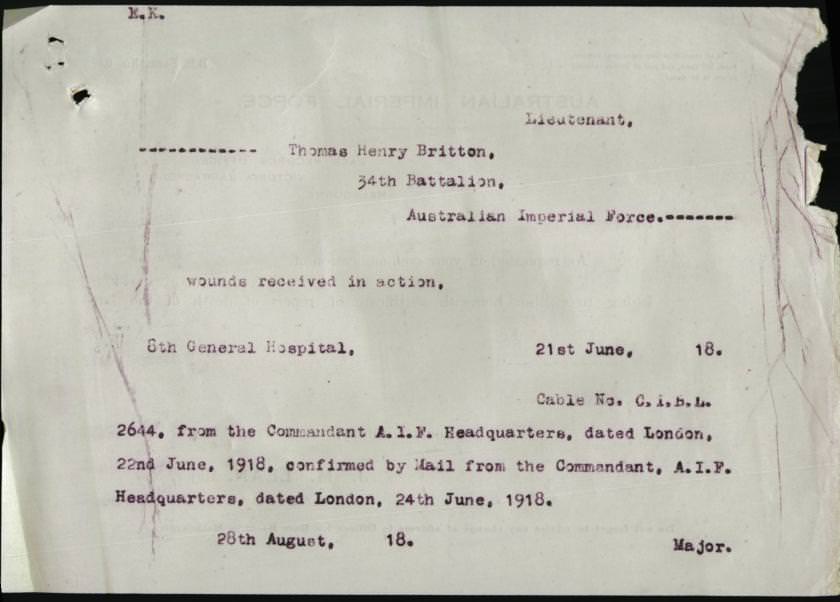 E.K.
Lieutenant,
------------ Thomas Henry Britton,
34th Battalion,
Australian Imperial Force.-------
wounds received in action,
8th General Hospital, 21st June, 18.
Cable No. C.I.B.L.
2644, from the Commandant A.I.F. Headquarters, dated London,
22nd June, 1918, confirmed by Mail from the Commandant, A.I.F.
Headquarters, dated London, 24th June, 1918.
28th August, 18.
Major.